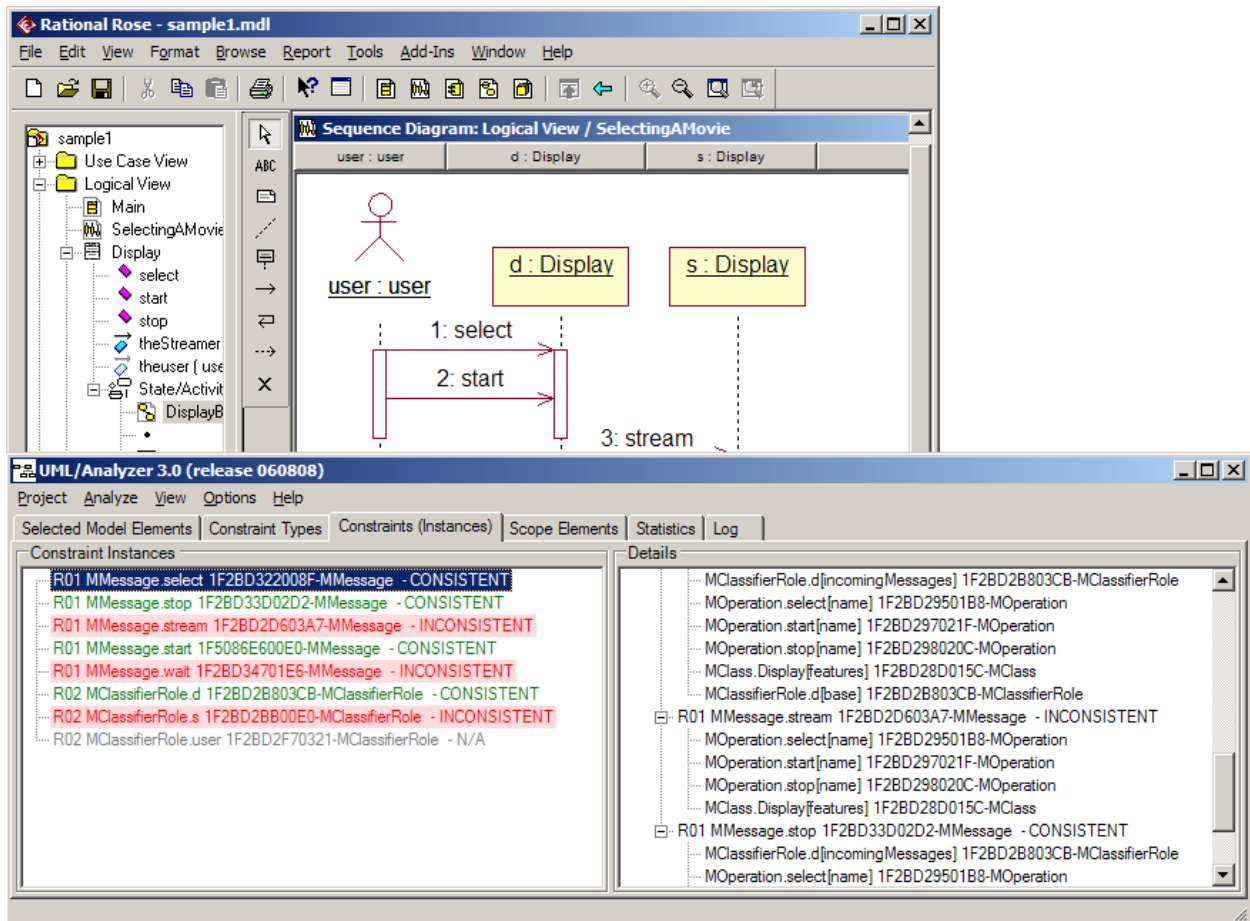 Rational Rose - sample1.mdl
File Edit View Format Browse Report Tools Add-Ins Window Help
sample1
Use Case View
Logical View
Main
SelectingAMovie
Display
select
start
stop
theStreamer
theuser ( use
State/Activit
DisplayB
ABC
Sequence Diagram: Logical View / SelectingAMovie
user : user d : Display s : Display
d : Display s : Display
user : user
1: select
2: start
3: stream
UML/Analyzer 3.0 (release 060808)
Project Analyze View Options Help
Selected Model Elements Constraint Types Constraints (Instances) Scope Elements Statistics Log
Constraint Instances
R01 MMessage.select 1F2BD322008F-MMessage - CONSISTENT
R01 MMessage.stop 1F2BD33D02D2-MMessage - CONSISTENT
R01 MMessage.stream 1F2BD2D603A7-MMessage - INCONSISTENT
R01 MMessage.start 1F5086E600E0-MMessage - CONSISTENT
R01 MMessage.wait 1F2BD34701E6-MMessage - INCONSISTENT
R02 MClassifierRole.d 1F2BD2B803CB-MClassifierRole - CONSISTENT
R02 MClassifierRole.s 1F2BD2BB00E0-MClassifierRole - INCONSISTENT
R02 MClassifierRole.user 1F2BD2F70321-MClassifierRole - N/A
Details
MClassifierRole.d[incomingMessages] 1F2BD2B803CB-MClassifierRole
MOperation.select[name] 1F2BD29501B8-MOperation
MOperation.start[name] 1F2BD297021F-MOperation
MOperation.stop[name] 1F2BD298020C-MOperation
MClass.Display[features] 1F2BD28D015C-MClass
MClassifierRole.d[base] 1F2BD2B803CB-MClassifierRole
R01 MMessage.stream 1F2BD2D603A7-MMessage - INCONSISTENT
MOperation.select[name] 1F2BD29501B8-MOperation
MOperation.start[name] 1F2BD297021F-MOperation
MOperation.stop[name] 1F2BD298020C-MOperation
MClass.Display[features] 1F2BD28D015C-MClass
R01 MMessage.stop 1F2BD33D02D2-MMessage - CONSISTENT
MClassifierRole.d[incomingMessages] 1F2BD2B803CB-MClassifierRole
MOperation.select[name] 1F2BD29501B8-MOperation